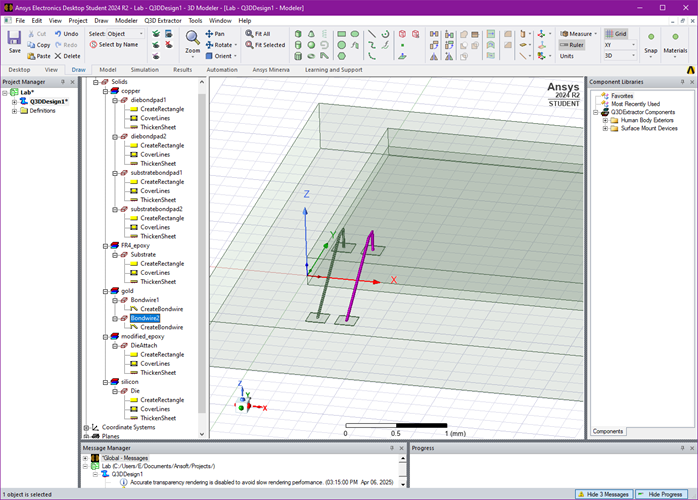 Ansys Electronics Desktop Student 2024 R2 - Lab - Q3DDesign1 - 3D Modeler - [Lab - Q3DDesign1 - Modeler]
File Edit View Project Draw Modeler Q3D Extractor Tools Window Help
Save
Cut
Copy
Paste
Undo
Redo
Delete
Select: Object
Select by Name
Zoom
Pan
Rotate
Orient
Fit All
Fit Selected
Measure
Ruler
Units
Grid
XY
3D
Snap
Materials
Desktop View Draw Model Simulation Results Automation Ansys Minerva Learning and Support
Project Manager
Lab*
Q3DDesign1*
Definitions
Solids
copper
diebondpad1
CreateRectangle
CoverLines
ThickenSheet
diebondpad2
CreateRectangle
CoverLines
ThickenSheet
substratebondpad1
CreateRectangle
CoverLines
ThickenSheet
substratebondpad2
CreateRectangle
CoverLines
ThickenSheet
FR4_epoxy
Substrate
CreateRectangle
CoverLines
ThickenSheet
gold
Bondwire1
CreateBondwire
Bondwire2
CreateBondwire
modified_epoxy
DieAttach
CreateRectangle
CoverLines
ThickenSheet
silicon
Die
CreateRectangle
CoverLines
ThickenSheet
Coordinate Systems
Planes
Ansys
2024 R2
STUDENT
Z
Y
X
Z
Y
X
0 0.5 1 (mm)
Component Libraries
Favorites
Most Recently Used
Q3DExtractor Components
Human Body Exteriors
Surface Mount Devices
Components
Message Manager
*Global - Messages
Lab (C:/Users/E/Documents/Ansoft/Projects/)
Q3DDesign1
Accurate transparency rendering is disabled to avoid slow rendering performance. (03:15:00 PM Apr 06, 2025)
Progress
1 object is selected
Hide 3 Messages
Hide Progress